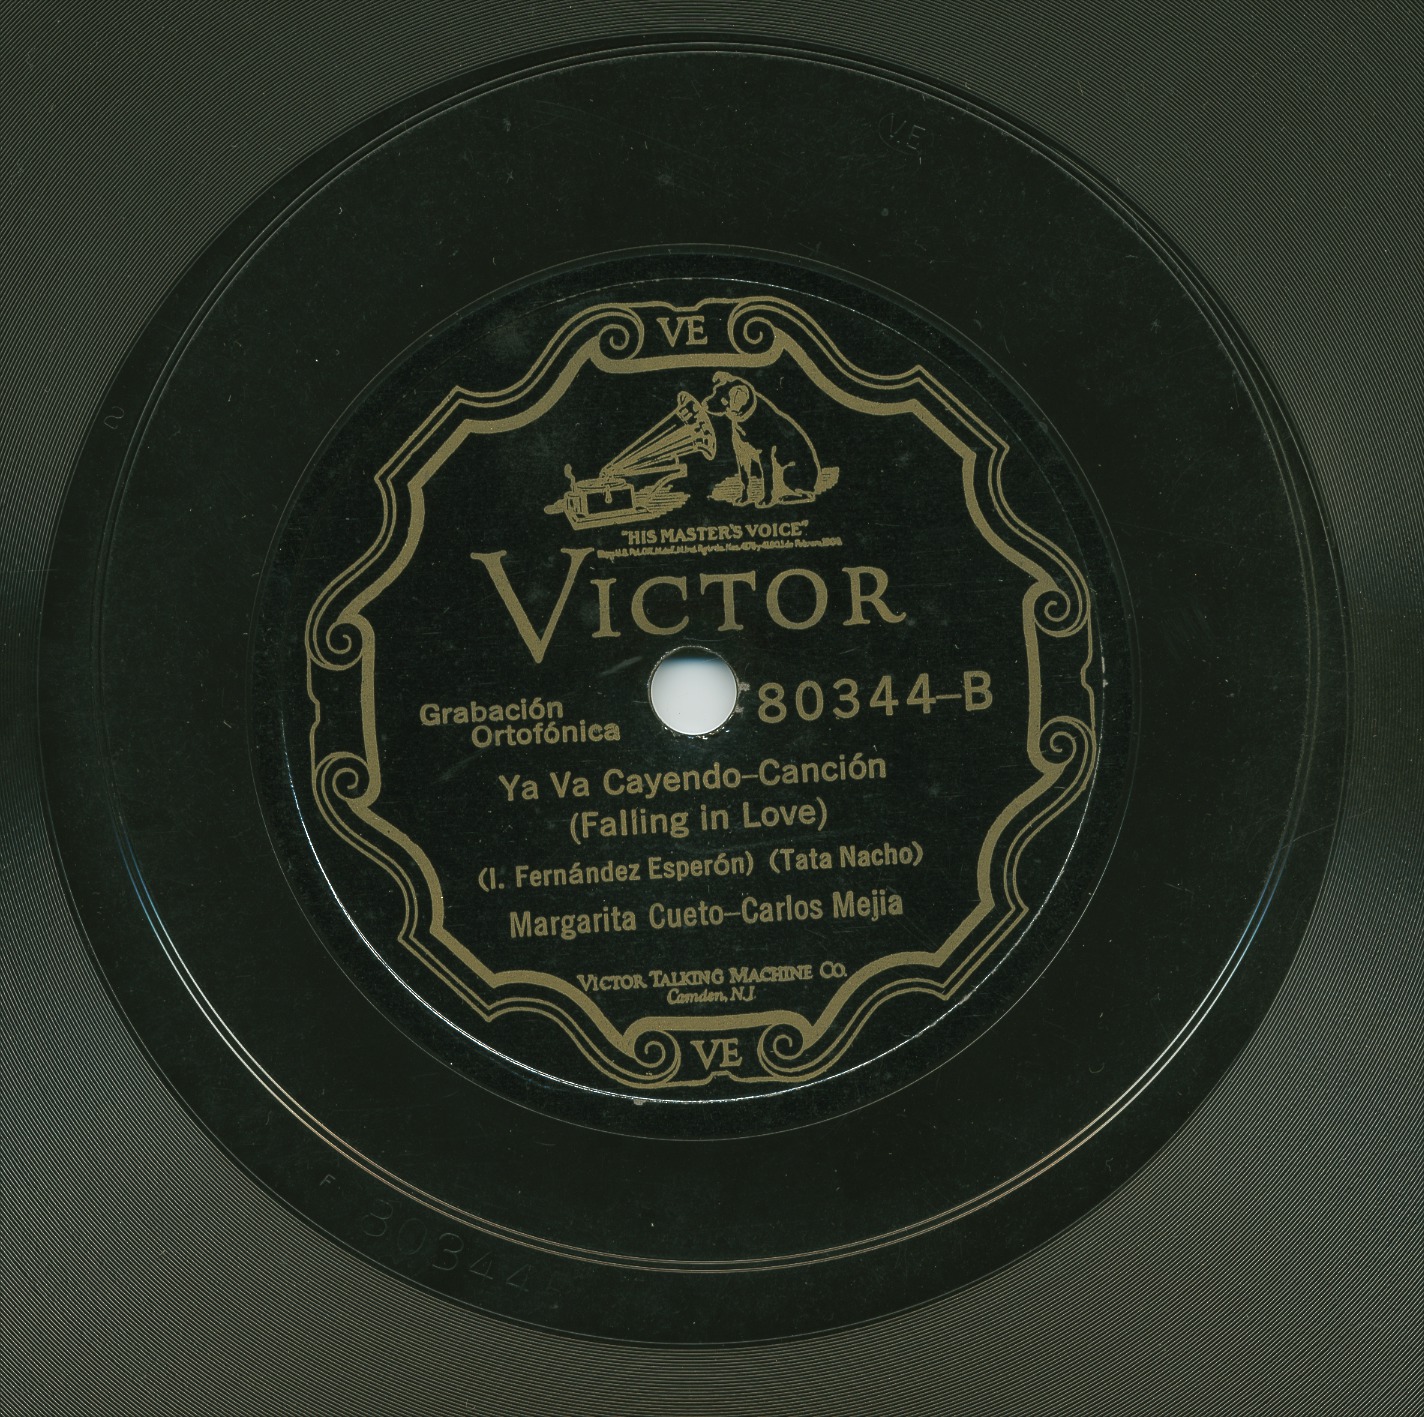 VE
VE
"HIS MASTER'S VOICE"
VICTOR
80344-B
Grabación
Ortofónica
Ya Va Cayendo-Canción
(Falling in Love)
(I. Fernández Esperón) (Tata Nacho)
Margarita Cueto-Carlos Mejia
VICTOR TALKING MACHINE CO.
Camden, N.J.
VE
F 80344